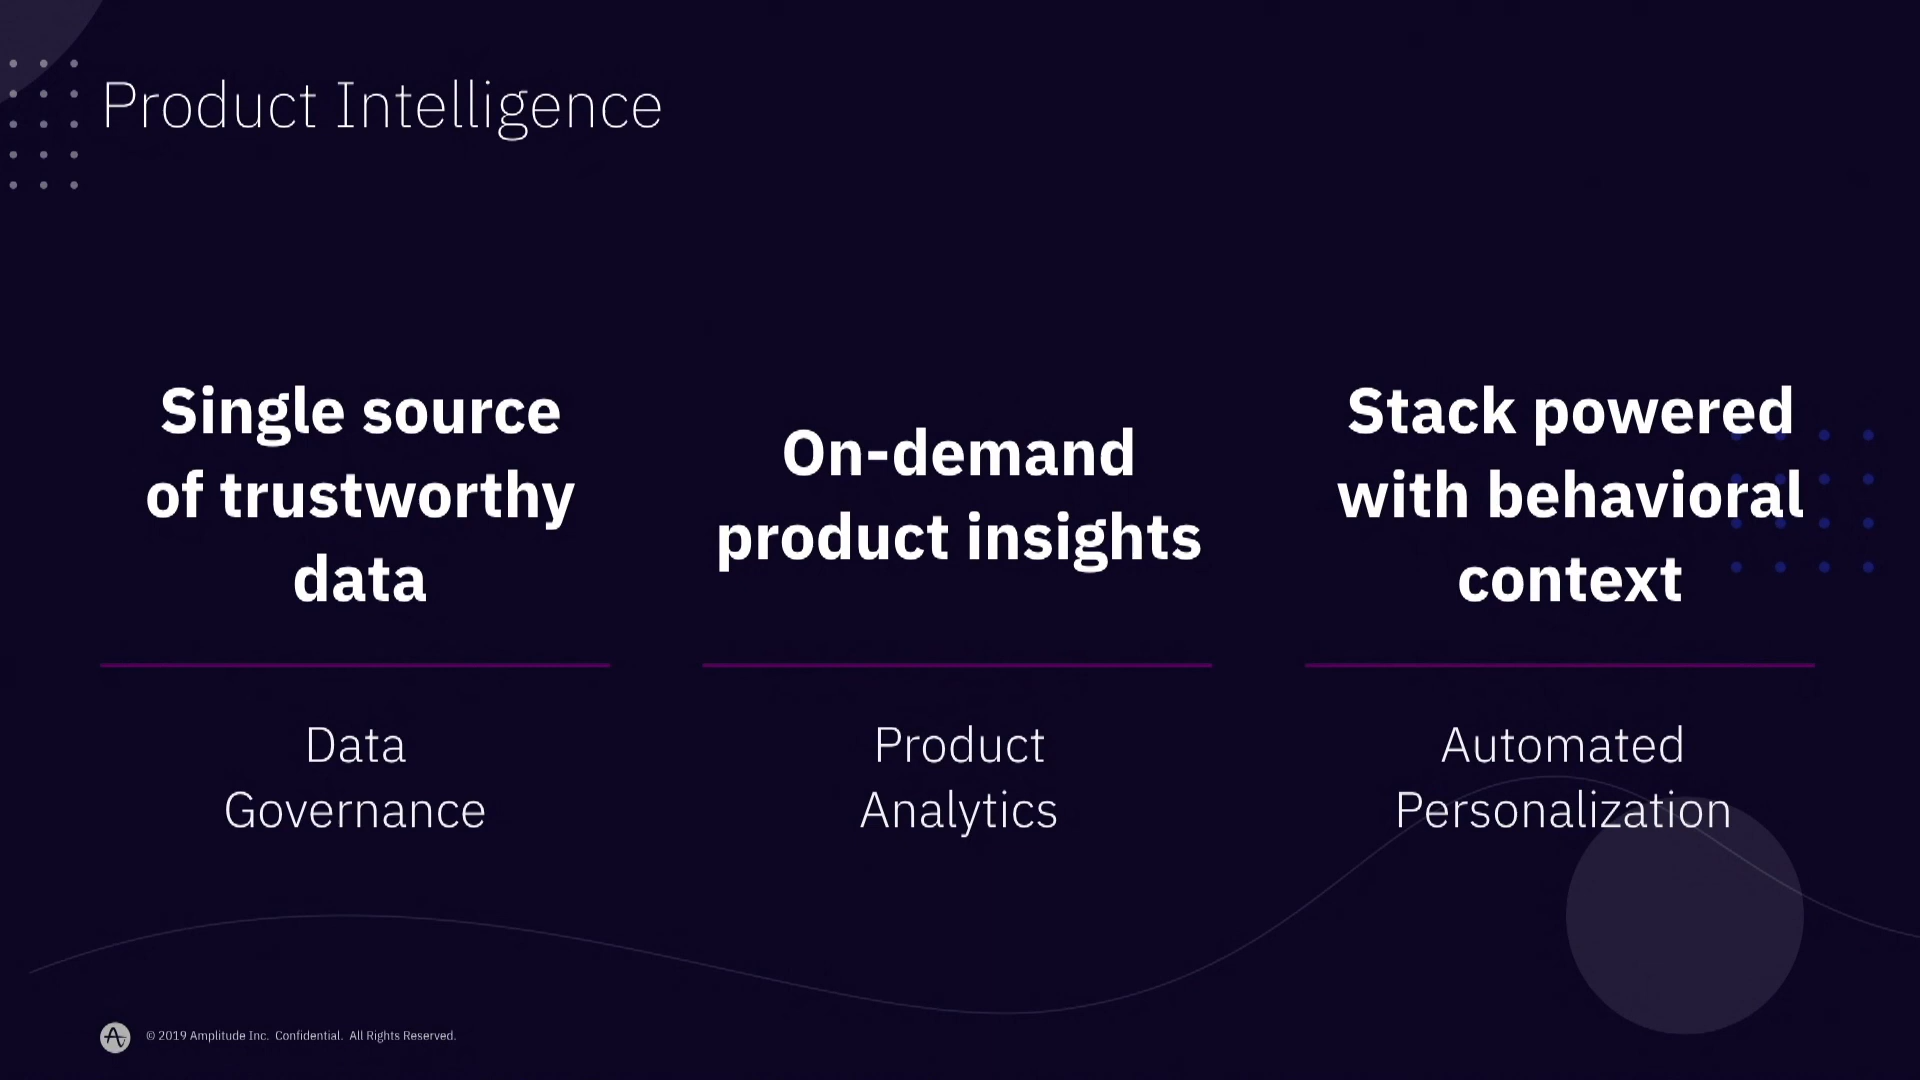 Product Intelligence
Single source
of trustworthy
data
Data
Governance
On-demand
product insights
Product
Analytics
Stack powered
with behavioral
context
Automated
Personalization
© 2019 Amplitude Inc. Confidential. All Rights Reserved.